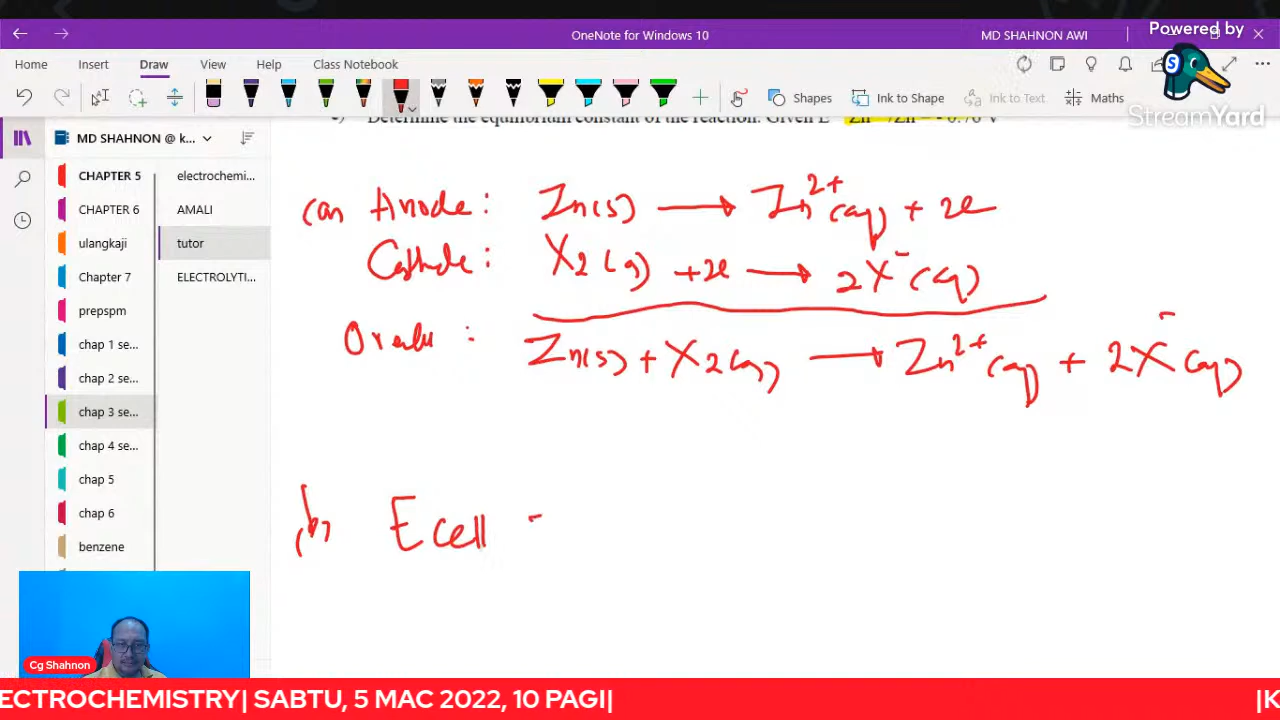 OneNote for Windows 10
MD SHAHNON AWI
Powered by
StreamYard
Home Insert Draw View Help Class Notebook
Shapes Ink to Shape Ink to Text Maths
MD SHAHNON @ k...
CHAPTER 5
CHAPTER 6
ulangkaji
Chapter 7
prepspm
chap 1 se...
chap 2 se...
chap 3 se...
chap 4 se...
chap 5
chap 6
benzene
electrochemi...
AMALI
tutor
ELECTROLYTI...
Determine the equilibrium constant of the reaction. Given E
(a) Anode: Zn(s) → Zn²⁺(aq) + 2e
Cathode: X₂(g) + 2e → 2X⁻(aq)
: Zn(s) + X₂(g) → Zn²⁺(aq) + 2X⁻(aq)
(b) Ecell
Cg Shahnon
ECTROCHEMISTRY| SABTU, 5 MAC 2022, 10 PAGI| |K